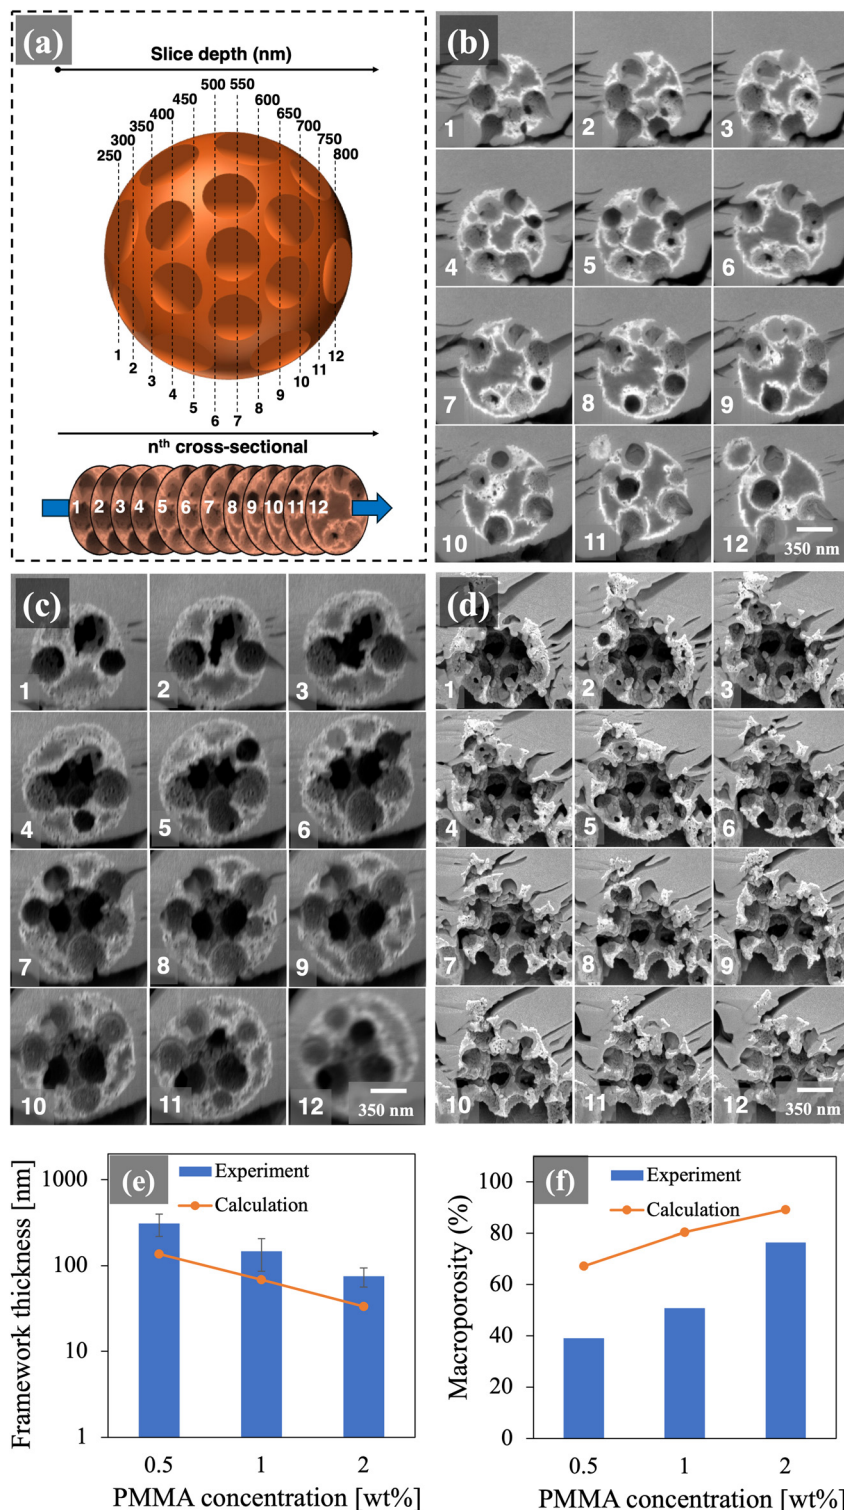 (a)
Slice depth (nm)
250 300 350 400 450 500 550 600 650 700 750 800
1 2 3 4 5 6 7 8 9 10 11 12
nth cross-sectional
1 2 3 4 5 6 7 8 9 10 11 12
(b)
1 2 3
4 5 6
7 8 9
10 11 12
350 nm
(c)
1 2 3
4 5 6
7 8 9
10 11 12
350 nm
(d)
1 2 3
4 5 6
7 8 9
10 11 12
350 nm
(e)
Experiment
Calculation
Framework thickness [nm]
1000
100
10
1
0.5 1 2
PMMA concentration [wt%]
(f)
Experiment
Calculation
Macroporosity (%)
100
80
60
40
20
0
0.5 1 2
PMMA concentration [wt%]